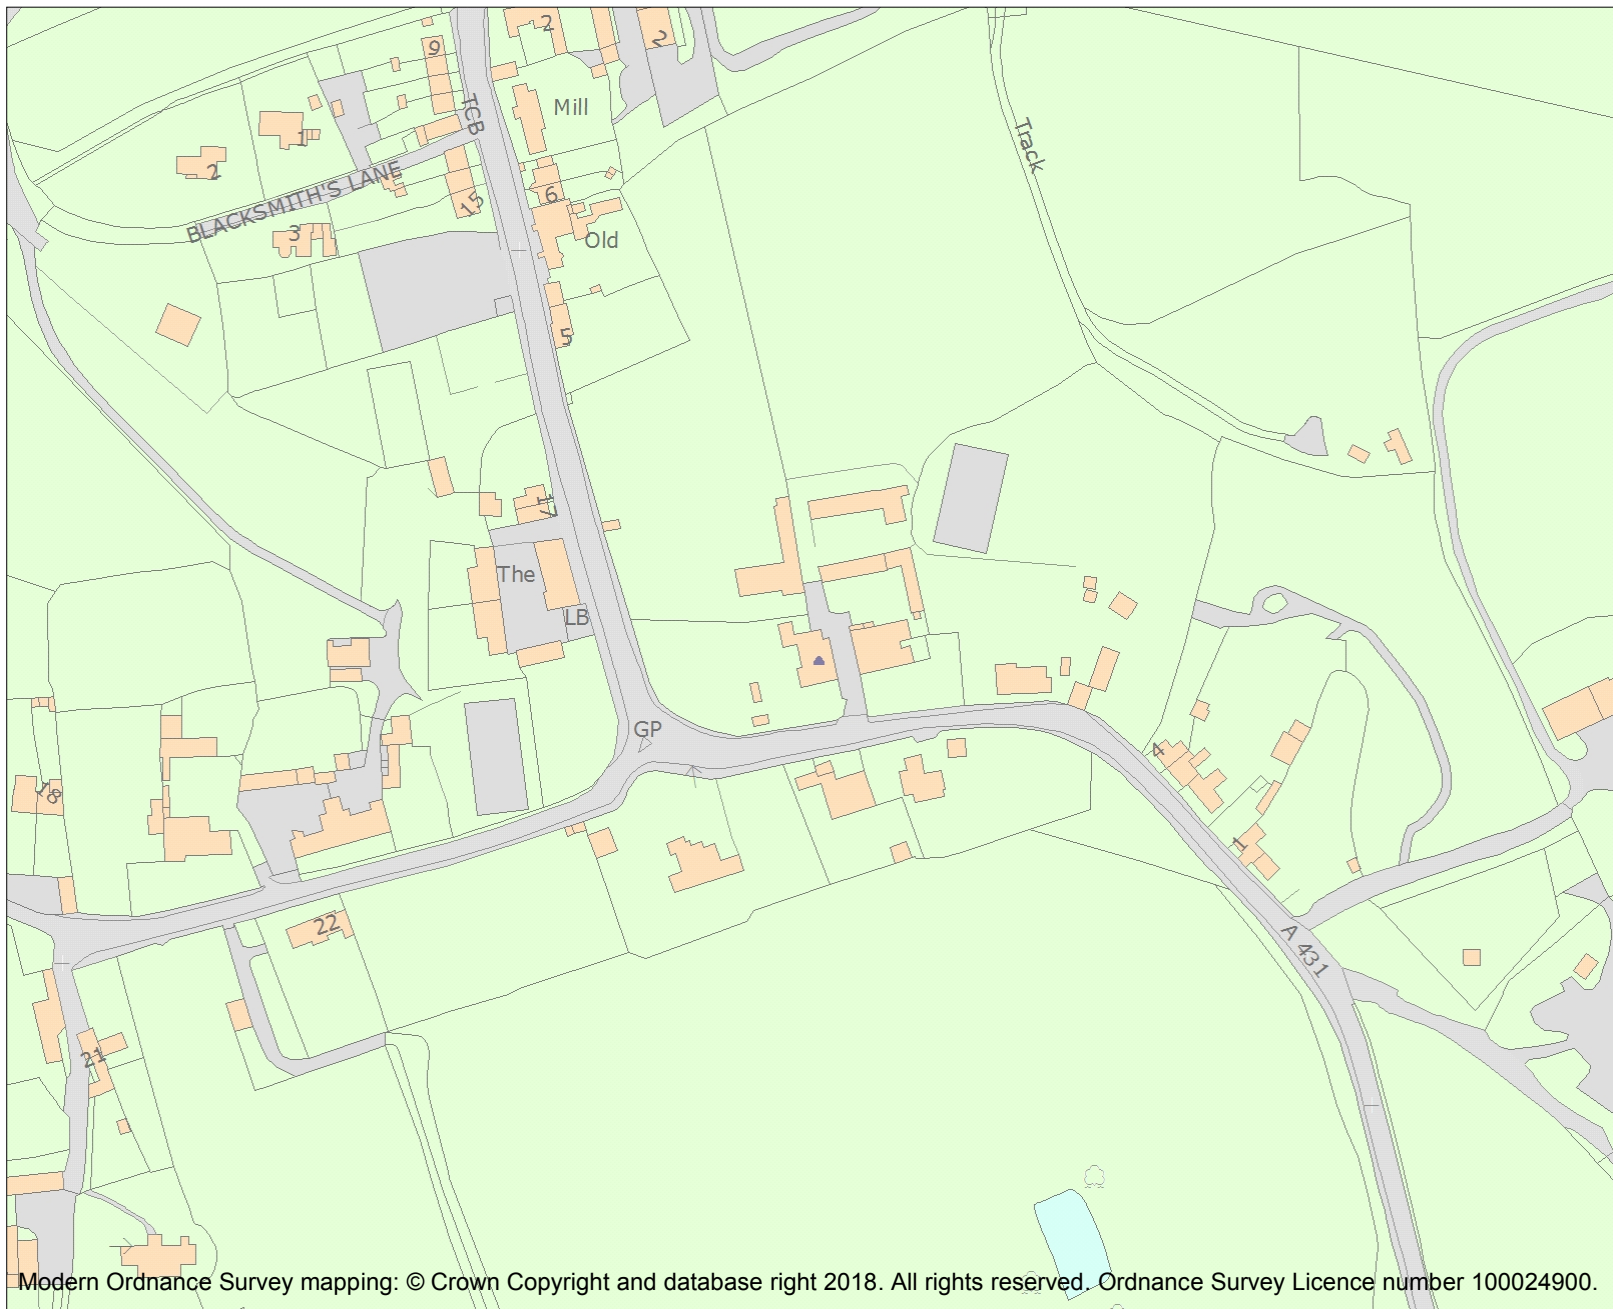 2
2
9
TCB
Mill
Track
1
2
BLACKSMITH'S LANE
6
15
3
Old
5
17
The
LB
GP
4
18
1
22
A 431
21
Modern Ordnance Survey mapping: © Crown Copyright and database right 2018. All rights reserved. Ordnance Survey Licence number 100024900.